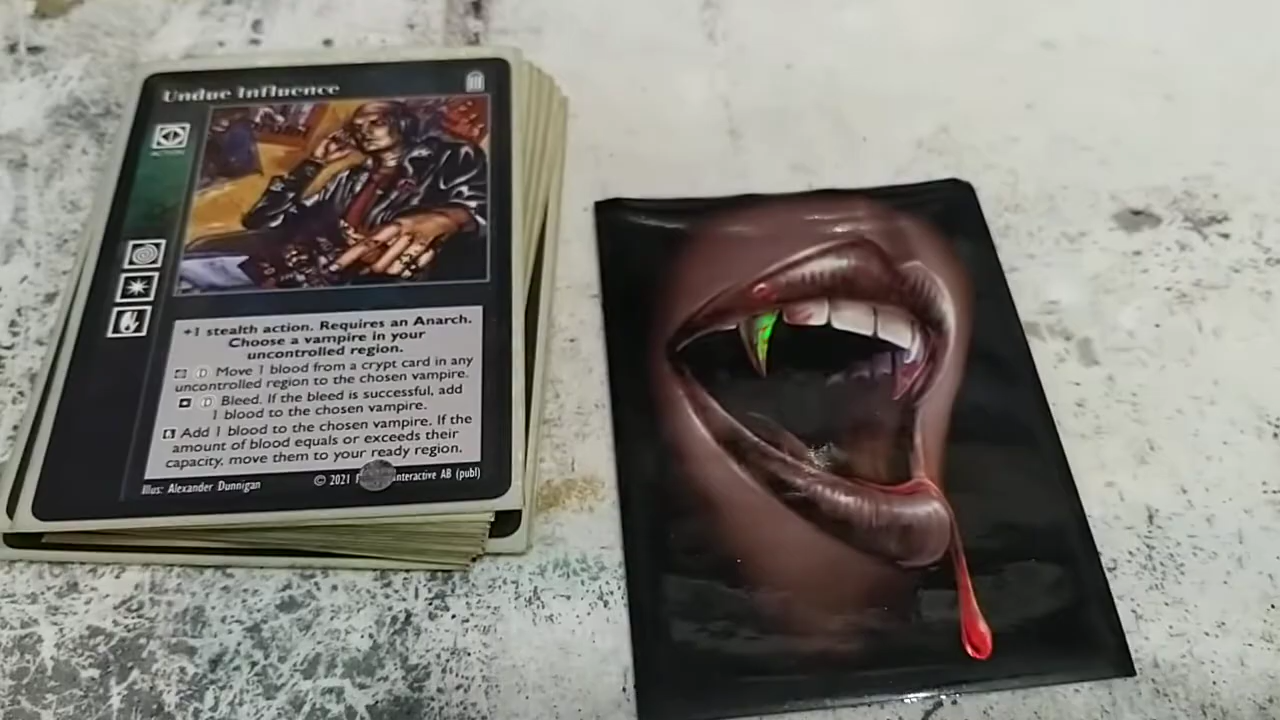 Undue Influence
ACTION
+1 stealth action. Requires an Anarch.
Choose a vampire in your
uncontrolled region.
D Move 1 blood from a crypt card in any
uncontrolled region to the chosen vampire.
D Bleed. If the bleed is successful, add
1 blood to the chosen vampire.
Add 1 blood to the chosen vampire. If the
amount of blood equals or exceeds their
capacity, move them to your ready region.
Illus: Alexander Dunnigan
© 2021 nteractive AB (publ)